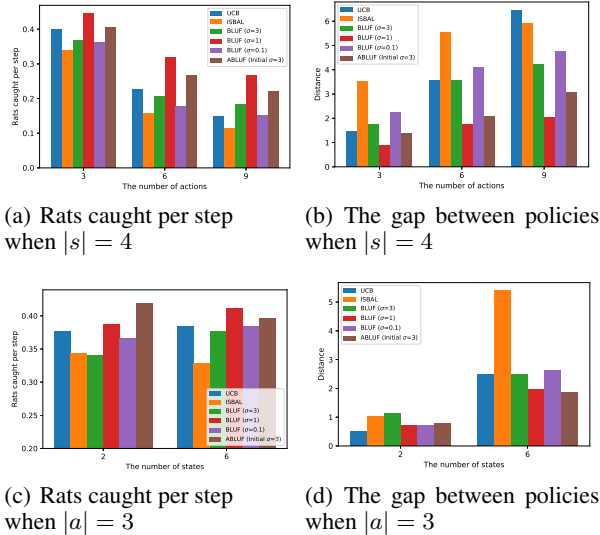 UCB
ISBAL
BLUF (σ=3)
BLUF (σ=1)
BLUF (σ=0.1)
ABLUF (Initial σ=3)
Rats caught per step
0.4
0.3
0.2
0.1
0.0
3 6 9
The number of actions
(a) Rats caught per step
when |s| = 4
UCB
ISBAL
BLUF (σ=3)
BLUF (σ=1)
BLUF (σ=0.1)
ABLUF (Initial σ=3)
Distance
6
5
4
3
2
1
0
3 6 9
The number of actions
(b) The gap between policies
when |s| = 4
Rats caught per step
0.40
0.35
0.30
0.25
0.20
UCB
ISBAL
BLUF (σ=3)
BLUF (σ=1)
BLUF (σ=0.1)
ABLUF (Initial σ=3)
2 6
The number of states
(c) Rats caught per step
when |a| = 3
UCB
ISBAL
BLUF (σ=3)
BLUF (σ=1)
BLUF (σ=0.1)
ABLUF (Initial σ=3)
Distance
5
4
3
2
1
0
2 6
The number of states
(d) The gap between policies
when |a| = 3